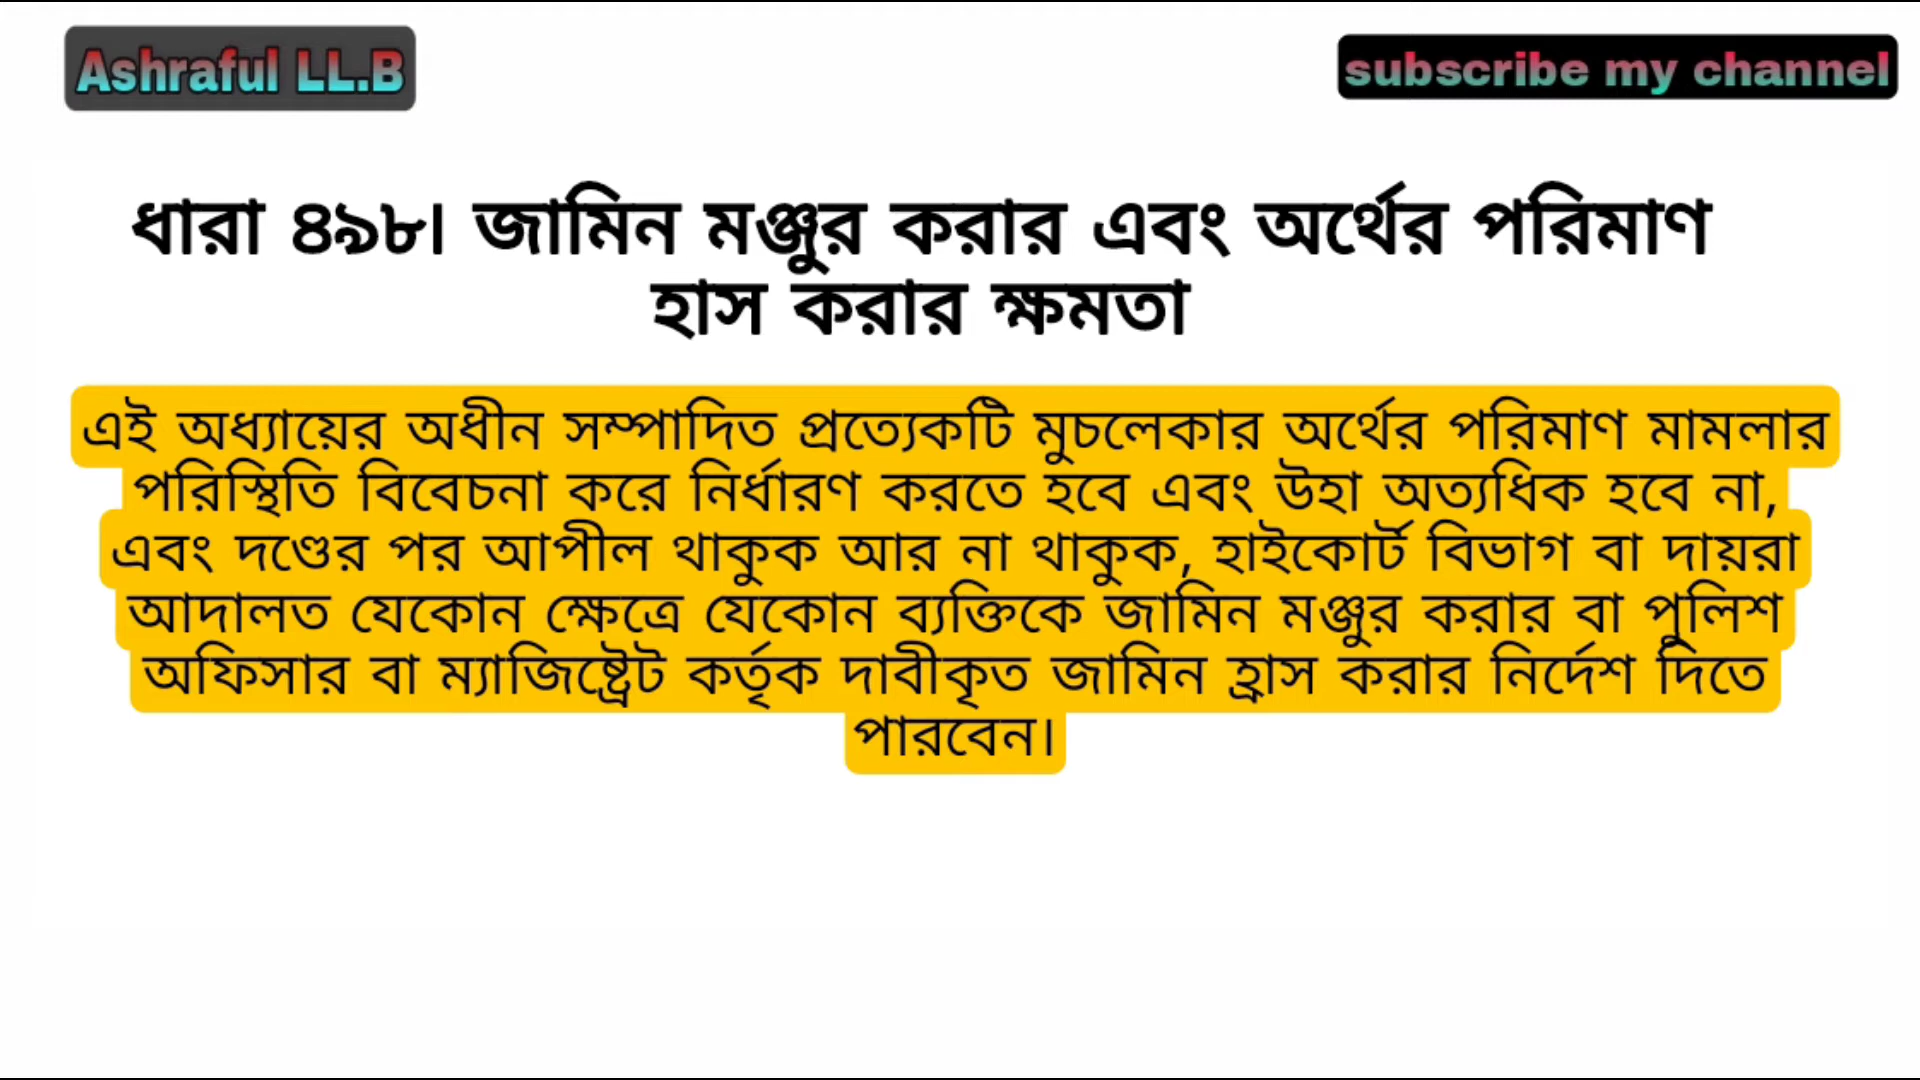 Ashraful LL.B
subscribe my channel
ধারা ৪৯৮। জামিন মঞ্জুর করার এবং অর্থের পরিমাণ
হাস করার ক্ষমতা
এই অধ্যায়ের অধীন সম্পাদিত প্রত্যেকটি মুচলেকার অর্থের পরিমাণ মামলার
পরিস্থিতি বিবেচনা করে নির্ধারণ করতে হবে এবং উহা অত্যধিক হবে না,
এবং দণ্ডের পর আপীল থাকুক আর না থাকুক, হাইকোর্ট বিভাগ বা দায়রা
আদালত যেকোন ক্ষেত্রে যেকোন ব্যক্তিকে জামিন মঞ্জুর করার বা পুলিশ
অফিসার বা ম্যাজিষ্ট্রেট কর্তৃক দাবীকৃত জামিন হ্রাস করার নির্দেশ দিতে
পারবেন।